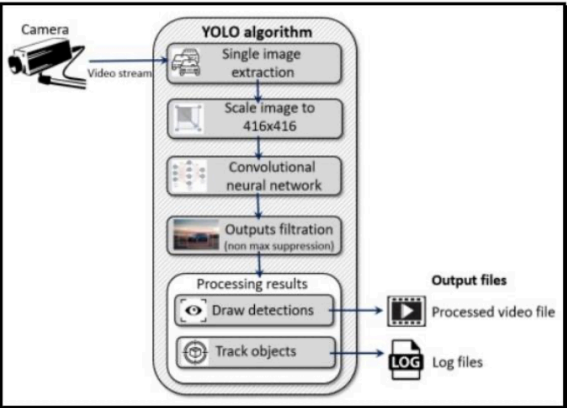 Camera
Video stream
YOLO algorithm
Single image
extraction
Scale image to
416x416
Convolutional
neural network
Outputs filtration
(non max suppression)
Processing results
Draw detections
Track objects
Output files
Processed video file
LOG
Log files